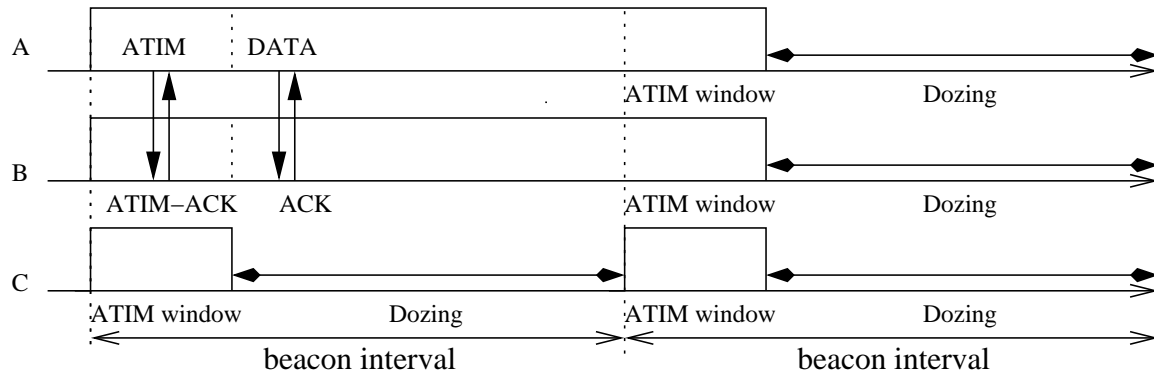 A
ATIM DATA
ATIM window Dozing
B
ATIM−ACK ACK ATIM window Dozing
C
ATIM window Dozing ATIM window Dozing
beacon interval beacon interval